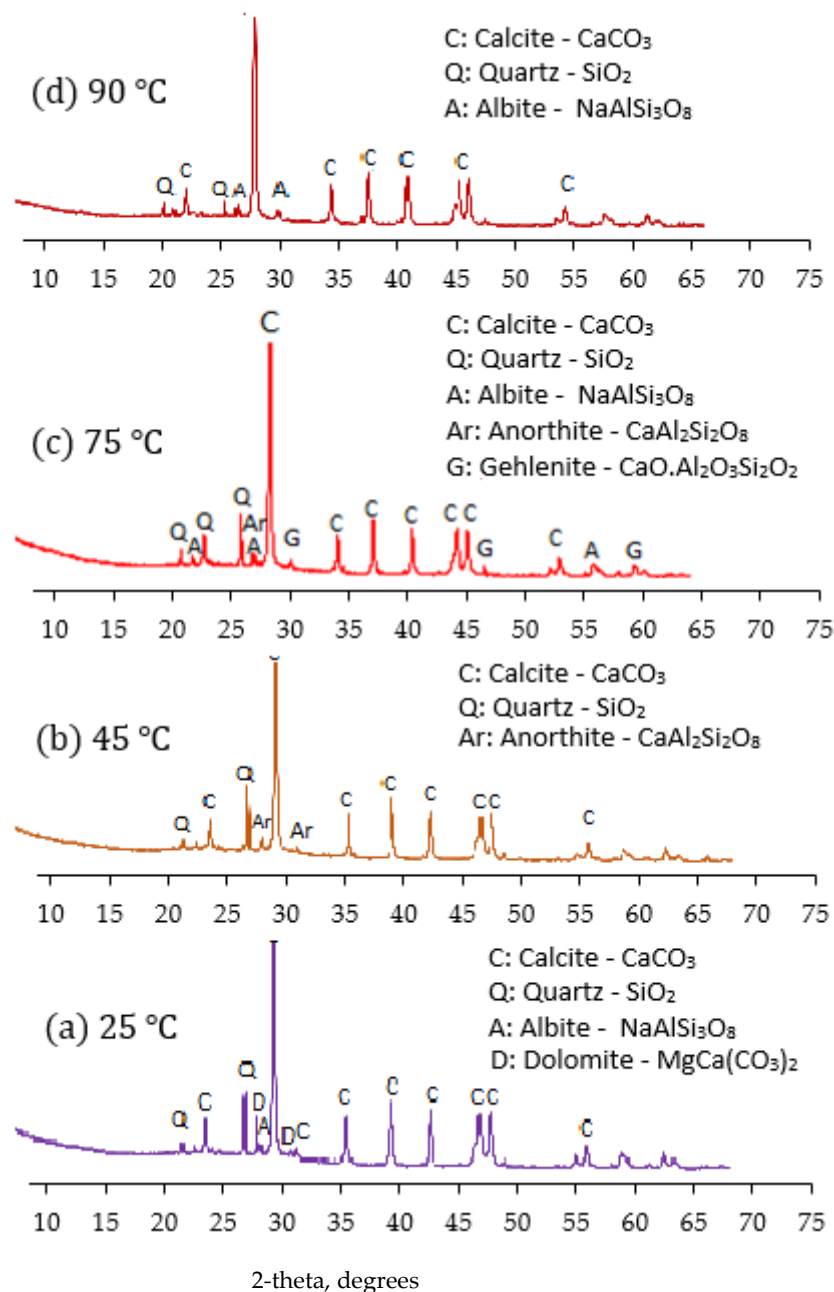 C: Calcite - CaCO₃
(d) 90 °C
Q: Quartz - SiO₂
A: Albite - NaAlSi₃O₈
Q C Q A A C C C C C
10 15 20 25 30 35 40 45 50 55 60 65 70 75
C
C: Calcite - CaCO₃
Q: Quartz - SiO₂
A: Albite - NaAlSi₃O₈
(c) 75 °C
Ar: Anorthite - CaAl₂Si₂O₈
G: Gehlenite - CaO.Al₂O₃Si₂O₂
Q
Ar
Q A Q A G C C C C C G C A G
10 15 20 25 30 35 40 45 50 55 60 65 70 75
C: Calcite - CaCO₃
Q: Quartz - SiO₂
(b) 45 °C
Ar: Anorthite - CaAl₂Si₂O₈
Q C Q Ar Ar C C C C C C
10 15 20 25 30 35 40 45 50 55 60 65 70 75
C: Calcite - CaCO₃
Q: Quartz - SiO₂
(a) 25 °C
A: Albite - NaAlSi₃O₈
D: Dolomite - MgCa(CO₃)₂
Q C Q D A D C C C C C C C
10 15 20 25 30 35 40 45 50 55 60 65 70 75
2-theta, degrees